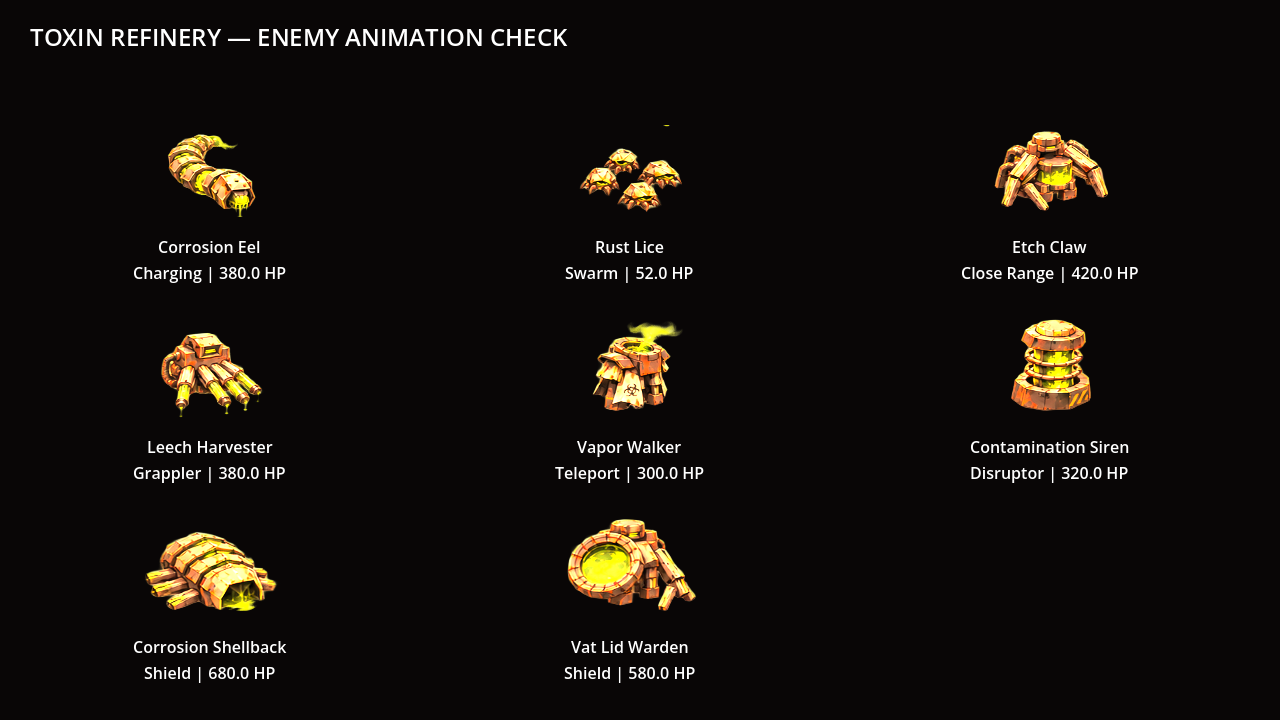 TOXIN REFINERY — ENEMY ANIMATION CHECK
Corrosion Eel
Charging | 380.0 HP
Rust Lice
Swarm | 52.0 HP
Etch Claw
Close Range | 420.0 HP
Leech Harvester
Grappler | 380.0 HP
Vapor Walker
Teleport | 300.0 HP
Contamination Siren
Disruptor | 320.0 HP
Corrosion Shellback
Shield | 680.0 HP
Vat Lid Warden
Shield | 580.0 HP